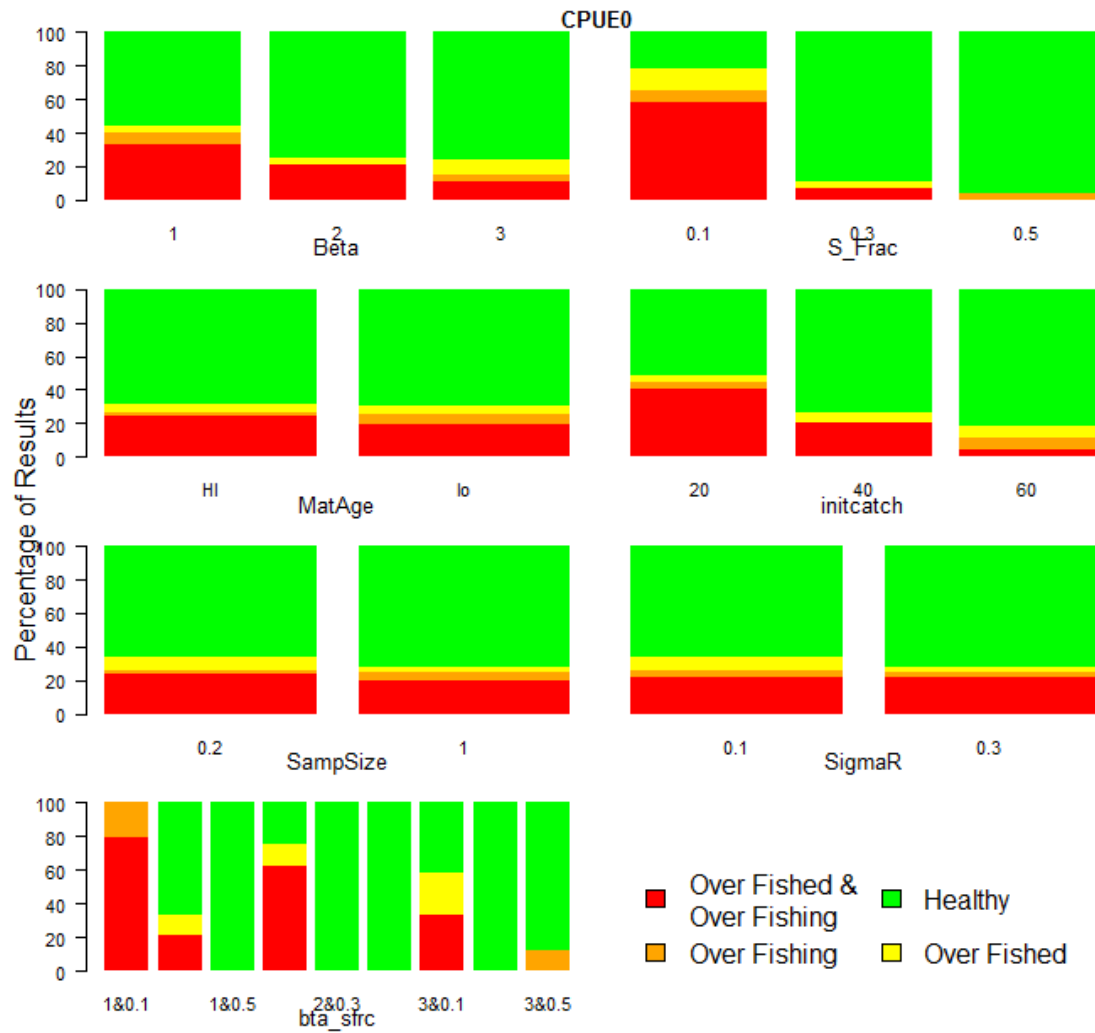 CPUE0
100
80
60
40
20
0
1 2 3
Beta
0.1 0.3 0.5
S_Frac
100
80
60
40
20
0
HI lo
MatAge
20 40 60
initcatch
Percentage of Results
100
80
60
40
20
0
0.2 1
SampSize
0.1 0.3
SigmaR
100
80
60
40
20
0
1&0.1 1&0.5 2&0.3 3&0.1 3&0.5
bta_sfrc
Over Fished &
Over Fishing
Healthy
Over Fishing
Over Fished